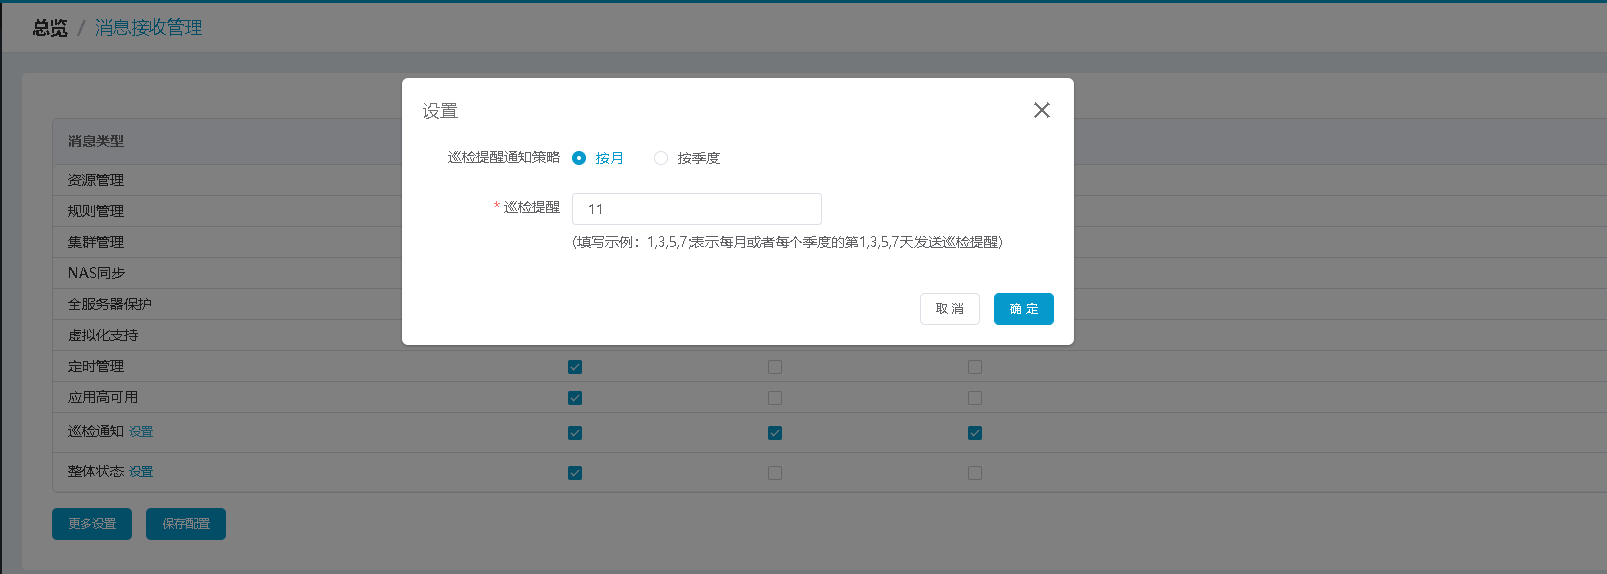 总览 / 消息接收管理
设置
巡检提醒通知策略 按月 按季度
* 巡检提醒 11
(填写示例：1,3,5,7;表示每月或者每个季度的第1,3,5,7天发送巡检提醒)
取 消 确 定
消息类型
资源管理
规则管理
集群管理
NAS同步
全服务器保护
虚拟化支持
定时管理
应用高可用
巡检通知 设置
整体状态 设置
更多设置 保存配置